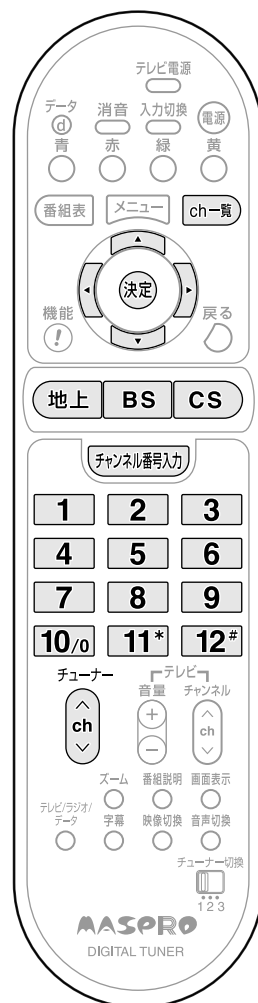 テレビ電源
データ 消音 入力切換 電源
d
青 赤 緑 黄
番組表 メニュー ch一覧
決定
機能 戻る
!
地上 BS CS
チャンネル番号入力
1 2 3
4 5 6
7 8 9
10/0 11* 12#
チューナー テレビ
音量 チャンネル
ch + ch
−
ズーム 番組説明 画面表示
テレビ/ラジオ/
データ 字幕 映像切換 音声切換
チューナー切換
1 2 3
MASPRO
DIGITAL TUNER